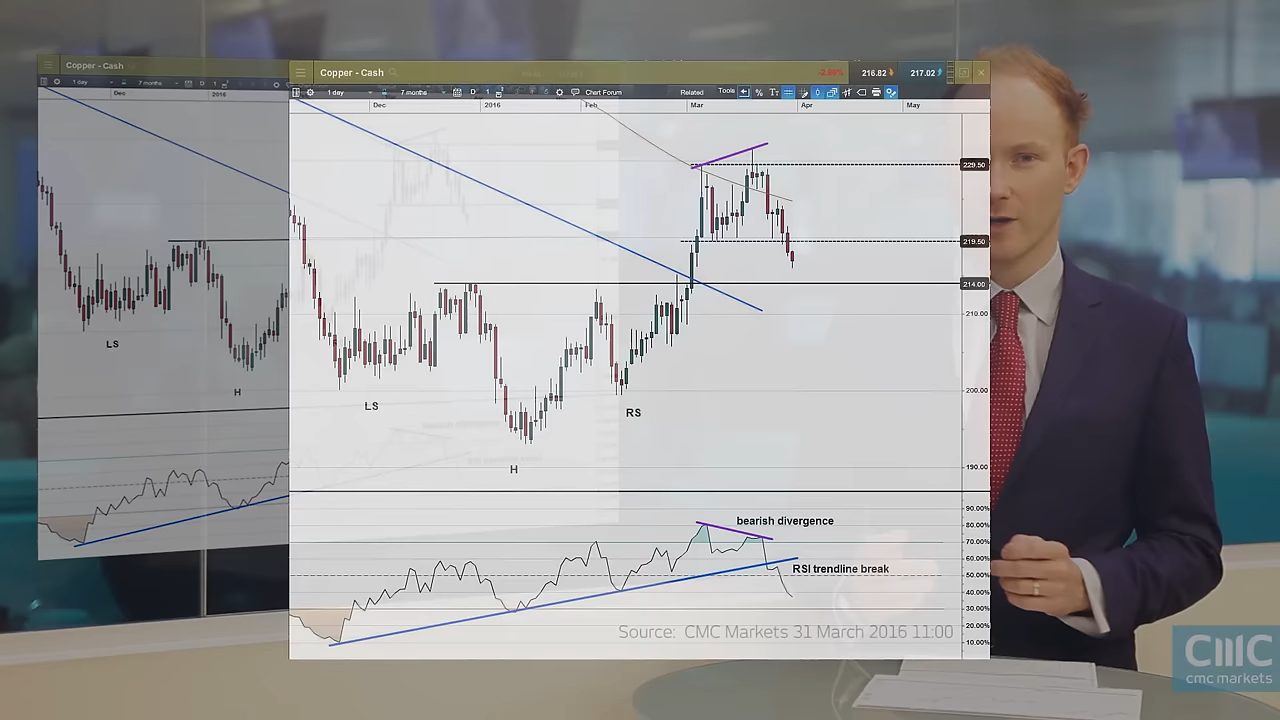 Copper - Cash
1 day
7 months
Dec
2016
LS
H
Copper - Cash
-2.86%
216.82
217.02
1 day
7 months
D
1
Chart Forum
Related
Tools
Dec
2016
Feb
Mar
Apr
May
229.50
219.50
214.00
210.00
200.00
190.00
LS
H
RS
bearish divergence
RSI trendline break
90.00%
80.00%
70.00%
60.00%
50.00%
40.00%
30.00%
20.00%
10.00%
Source: CMC Markets 31 March 2016 11:00
CMC
cmc markets